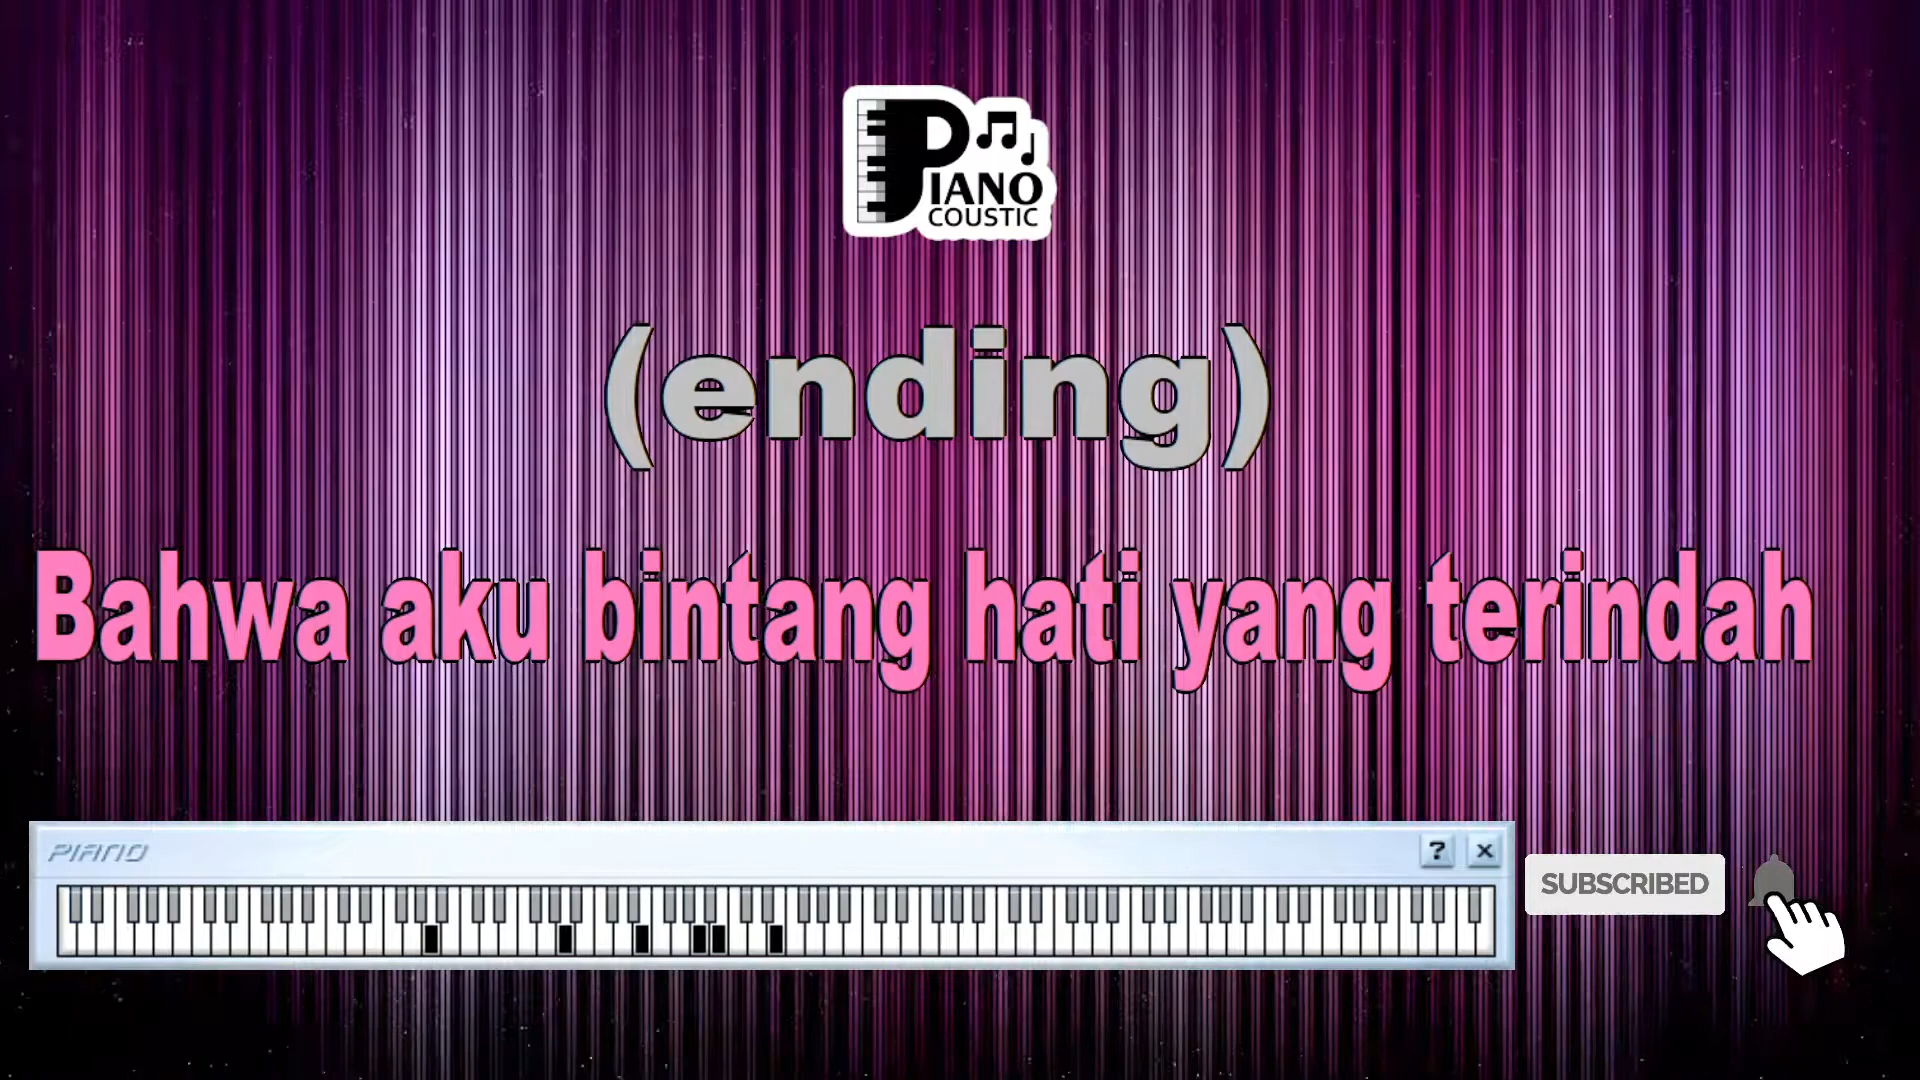 PIANO
COUSTIC
(ending)
Bahwa aku bintang hati yang terindah
PIANO
?
SUBSCRIBED